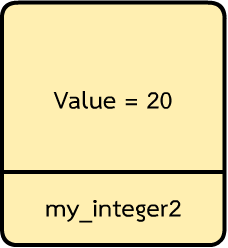 Value = 20
my_integer2